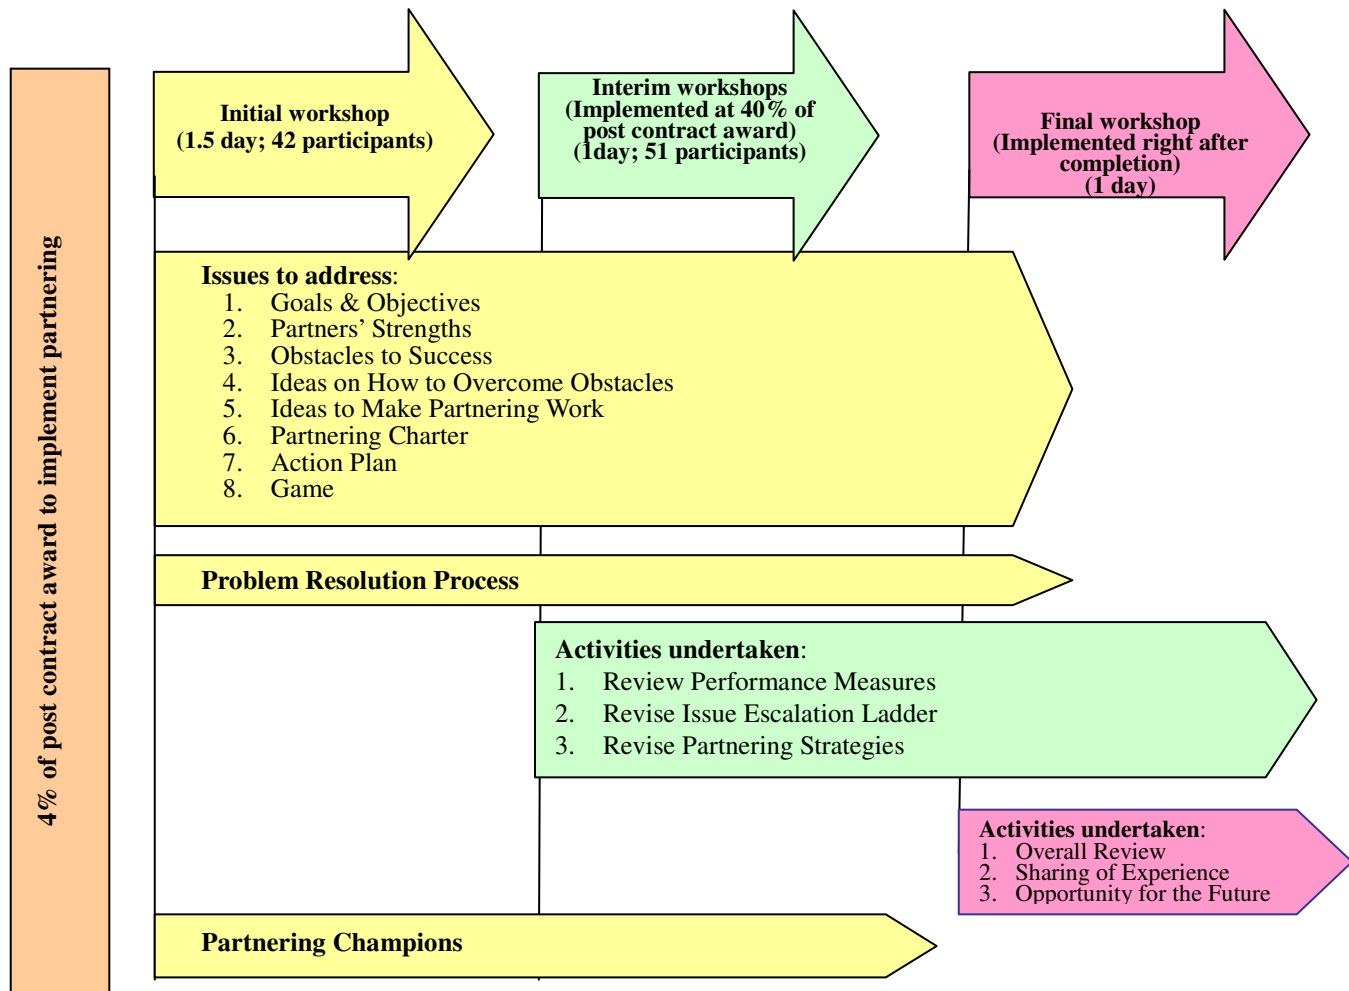 4% of post contract award to implement partnering
Initial workshop
(1.5 day; 42 participants)
Interim workshops
(Implemented at 40% of
post contract award)
(1day; 51 participants)
Final workshop
(Implemented right after
completion)
(1 day)
Issues to address:
1. Goals & Objectives
2. Partners’ Strengths
3. Obstacles to Success
4. Ideas on How to Overcome Obstacles
5. Ideas to Make Partnering Work
6. Partnering Charter
7. Action Plan
8. Game
Problem Resolution Process
Activities undertaken:
1. Review Performance Measures
2. Revise Issue Escalation Ladder
3. Revise Partnering Strategies
Activities undertaken:
1. Overall Review
2. Sharing of Experience
3. Opportunity for the Future
Partnering Champions